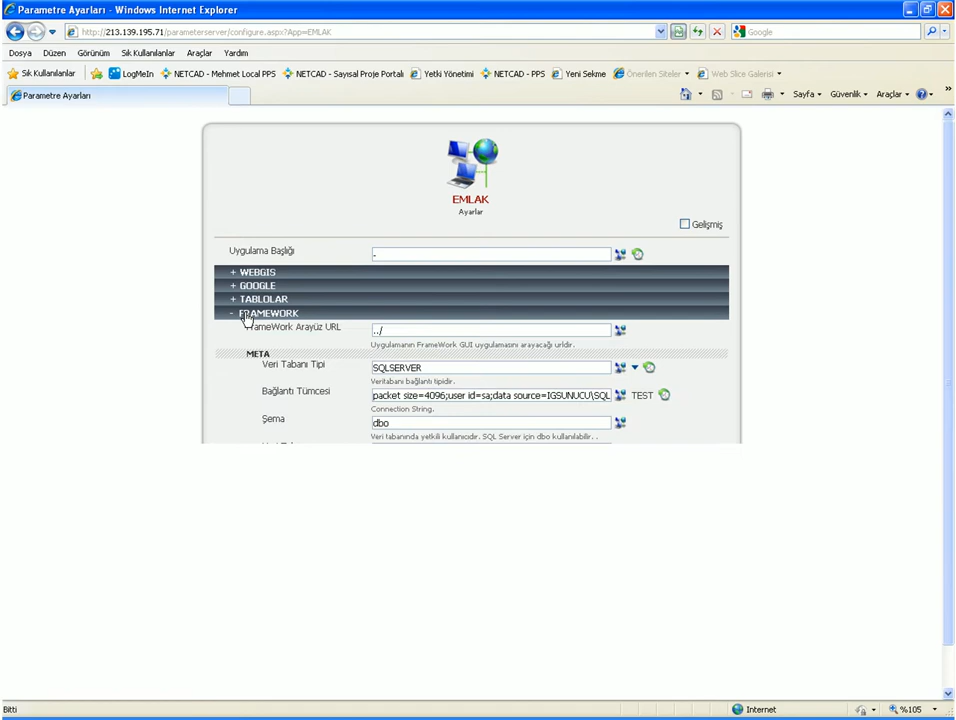 Parametre Ayarları - Windows Internet Explorer
http://213.139.195.71/parameterserver/configure.aspx?App=EMLAK
Google
Dosya Düzen Görünüm Sık Kullanılanlar Araçlar Yardım
Sık Kullanılanlar LogMeIn NETCAD - Mehmet Local PPS NETCAD - Sayısal Proje Portalı Yetki Yönetimi NETCAD - PPS Yeni Sekme Önerilen Siteler Web Slice Galerisi
Parametre Ayarları
Sayfa Güvenlik Araçlar
EMLAK
Ayarlar
Gelişmiş
Uygulama Başlığı -
+ WEBGIS
+ GOOGLE
+ TABLOLAR
- FRAMEWORK
FrameWork Arayüz URL ../
Uygulamanın FrameWork GUI uygulamasını arayacağı urldir.
META
Veri Tabanı Tipi SQLSERVER
Veritabanı bağlantı tipidir.
Bağlantı Tümcesi packet size=4096;user id=sa;data source=IGSUNUCU\SQL TEST
Connection String.
Şema dbo
Veri tabanında yetkili kullanıcıdır. SQL Server için dbo kullanılabilir. .
Bitti Internet %105